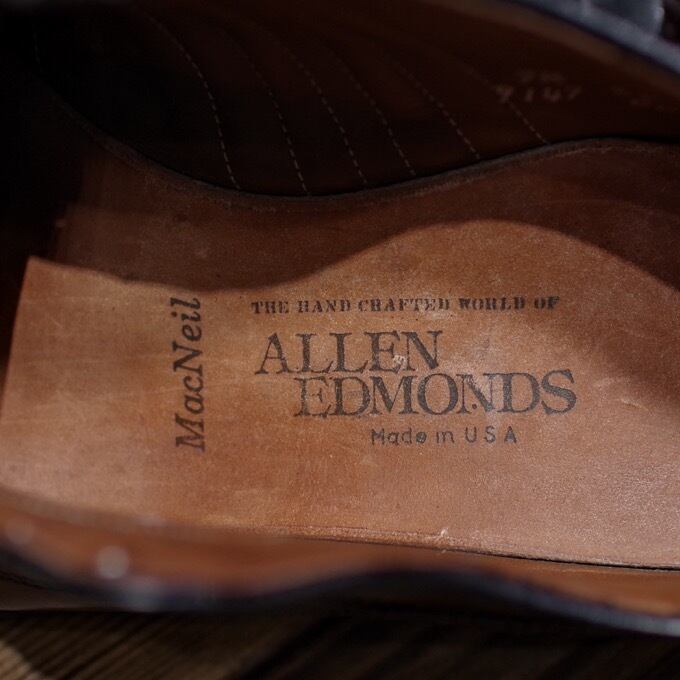 MacNeil
THE HAND CRAFTED WORLD OF
ALLEN
EDMONDS
Made in USA